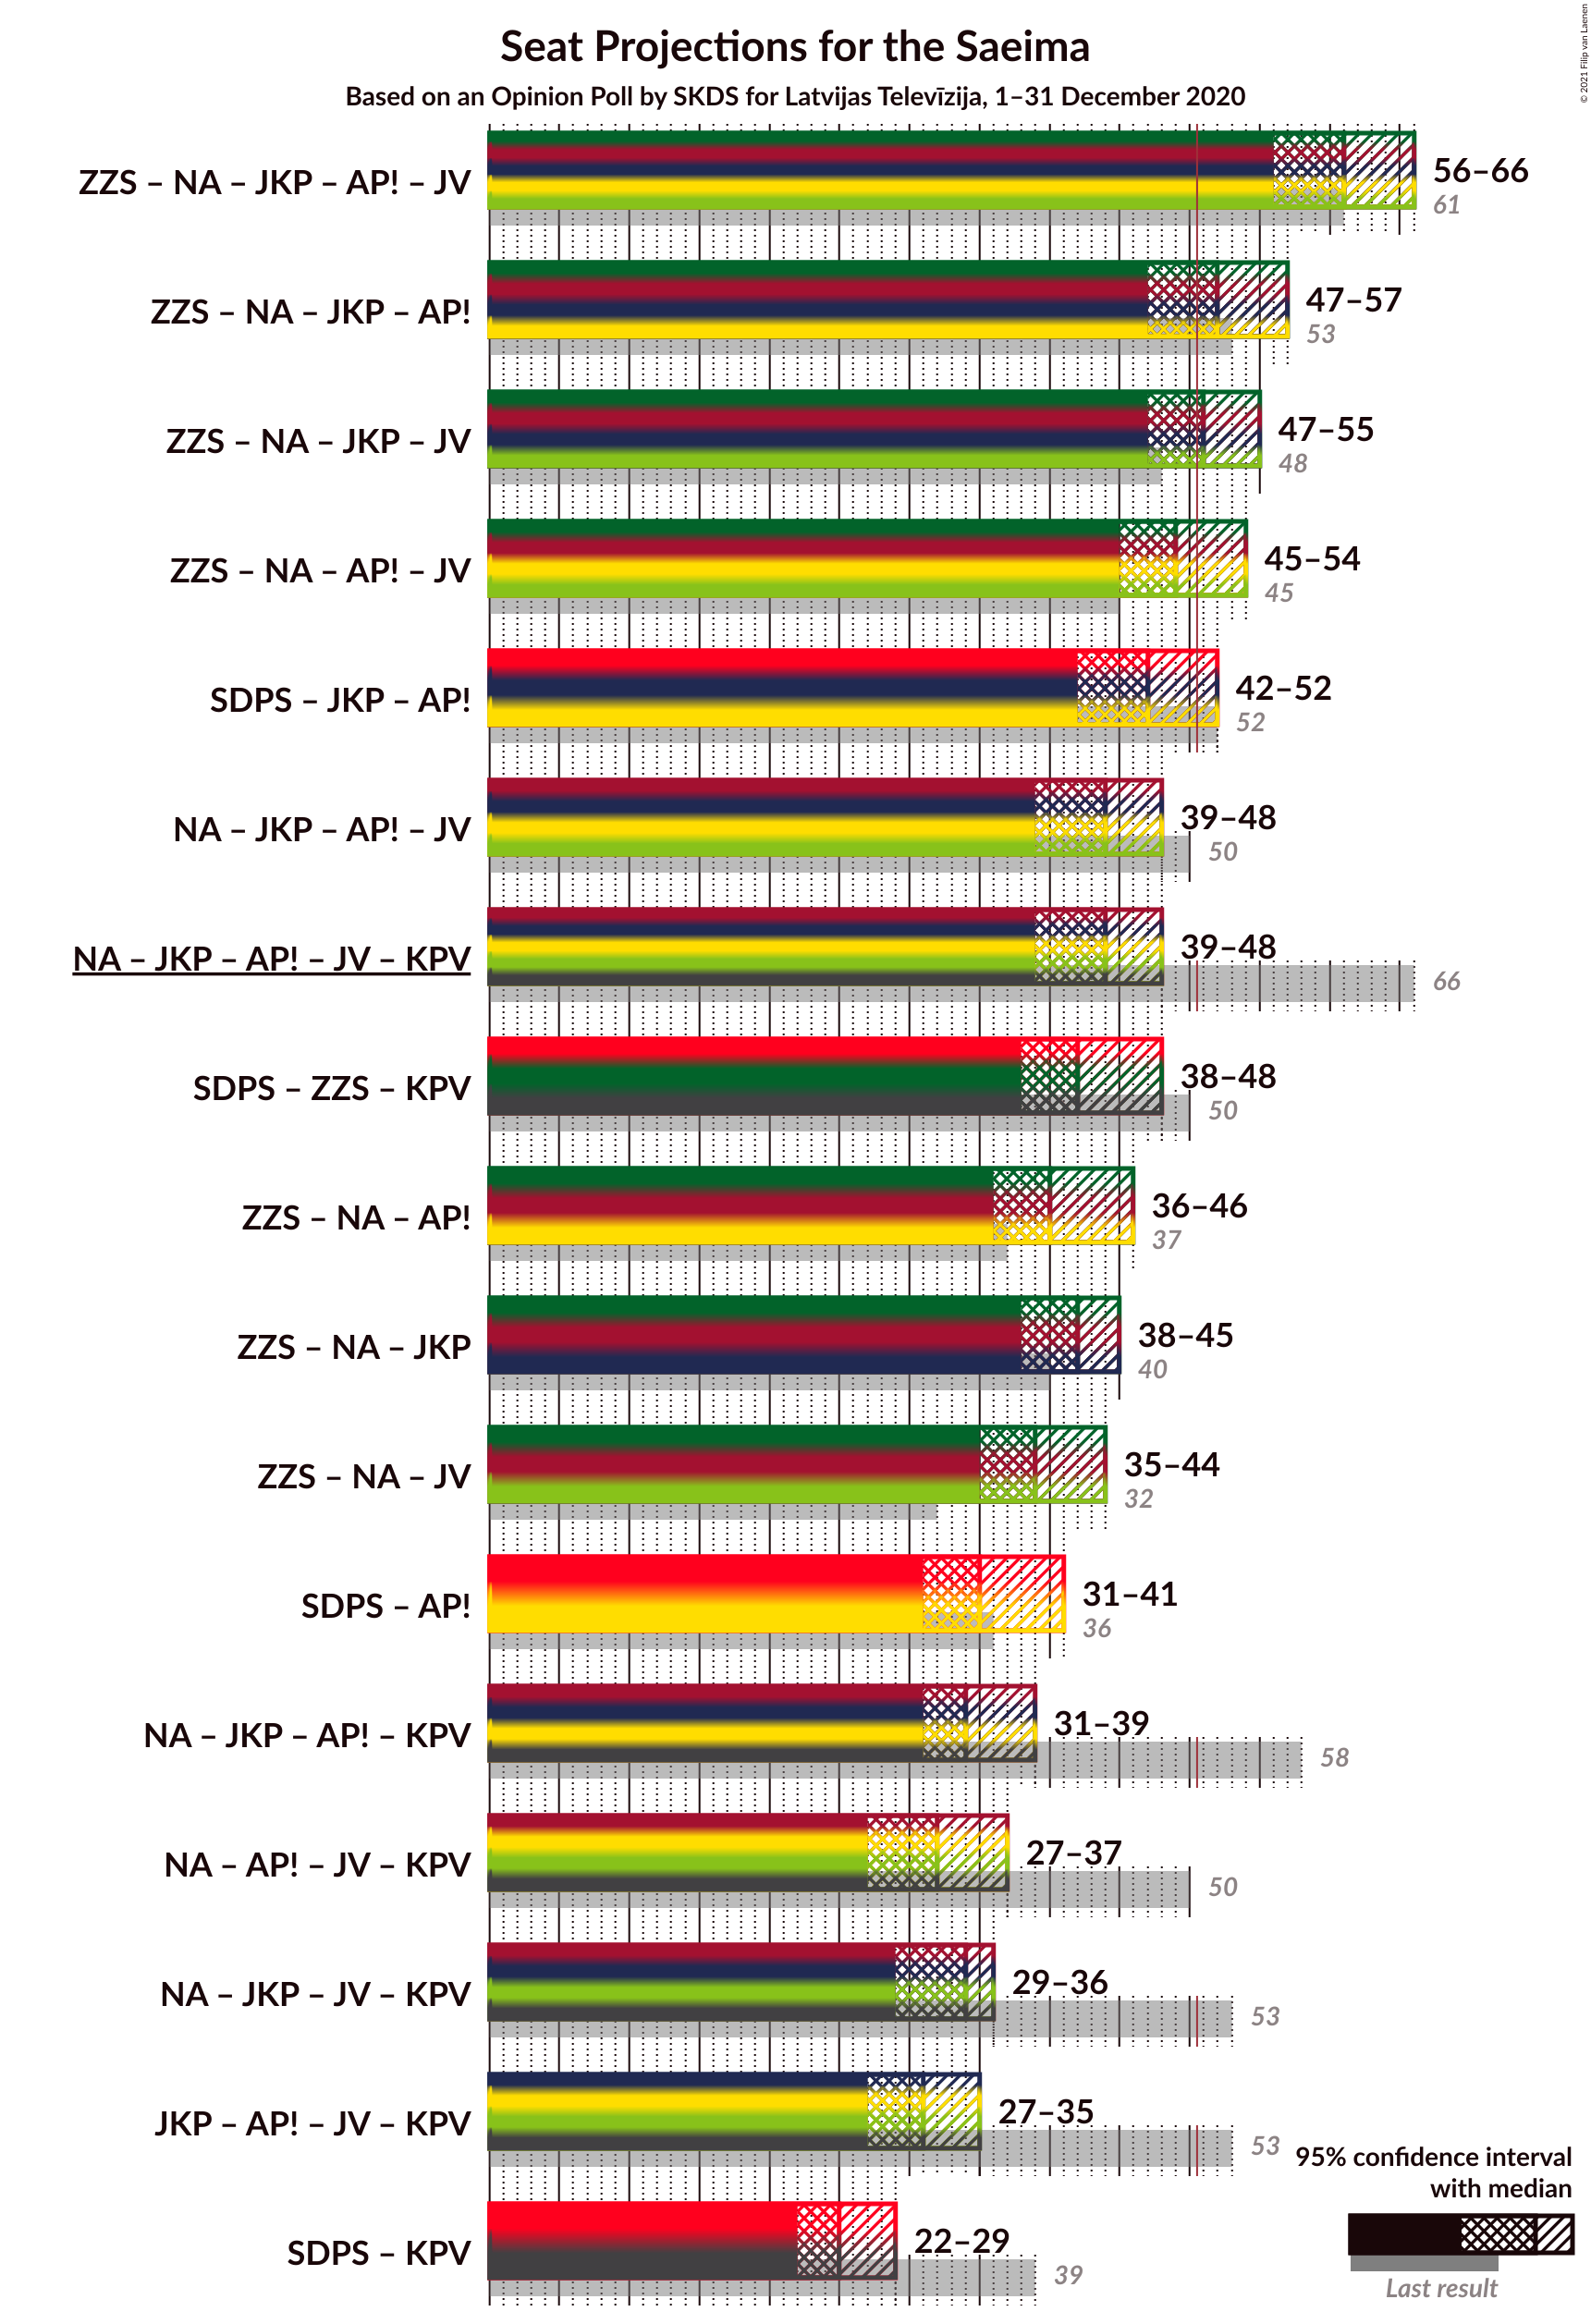 Seat Projections for the Saeima
Based on an Opinion Poll by SKDS for Latvijas Televīzija, 1–31 December 2020
© 2021 Filip van Laenen
ZZS – NA – JKP – AP! – JV
56–66
61
ZZS – NA – JKP – AP!
47–57
53
ZZS – NA – JKP – JV
47–55
48
ZZS – NA – AP! – JV
45–54
45
SDPS – JKP – AP!
42–52
52
NA – JKP – AP! – JV
39–48
50
NA – JKP – AP! – JV – KPV
39–48
66
SDPS – ZZS – KPV
38–48
50
ZZS – NA – AP!
36–46
37
ZZS – NA – JKP
38–45
40
ZZS – NA – JV
35–44
32
SDPS – AP!
31–41
36
NA – JKP – AP! – KPV
31–39
58
NA – AP! – JV – KPV
27–37
50
NA – JKP – JV – KPV
29–36
53
JKP – AP! – JV – KPV
27–35
53
SDPS – KPV
22–29
39
95% confidence interval
with median
Last result